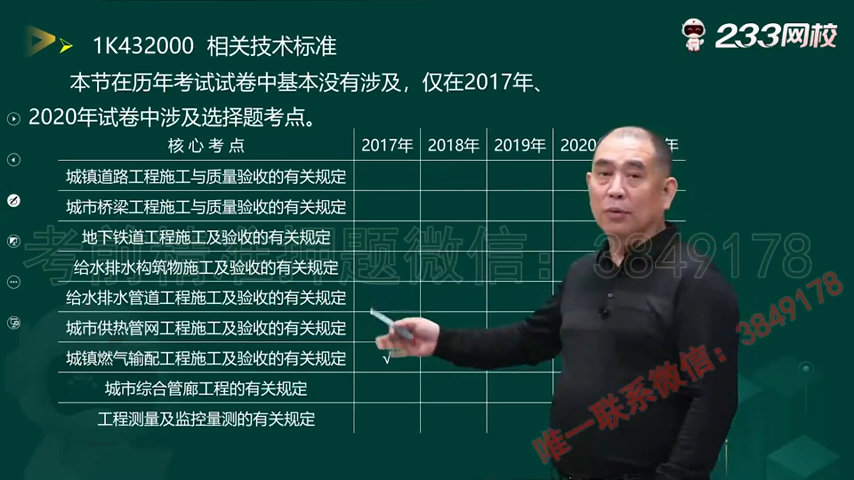 1K432000 相关技术标准
233网校
本节在历年考试试卷中基本没有涉及，仅在2017年、
2020年试卷中涉及选择题考点。
核心考点 2017年 2018年 2019年 2020 年
城镇道路工程施工与质量验收的有关规定
城市桥梁工程施工与质量验收的有关规定
地下铁道工程施工及验收的有关规定
给水排水构筑物施工及验收的有关规定
给水排水管道工程施工及验收的有关规定
城市供热管网工程施工及验收的有关规定
城镇燃气输配工程施工及验收的有关规定 √
城市综合管廊工程的有关规定
工程测量及监控量测的有关规定
题微信：3849178
唯一联系微信：3849178